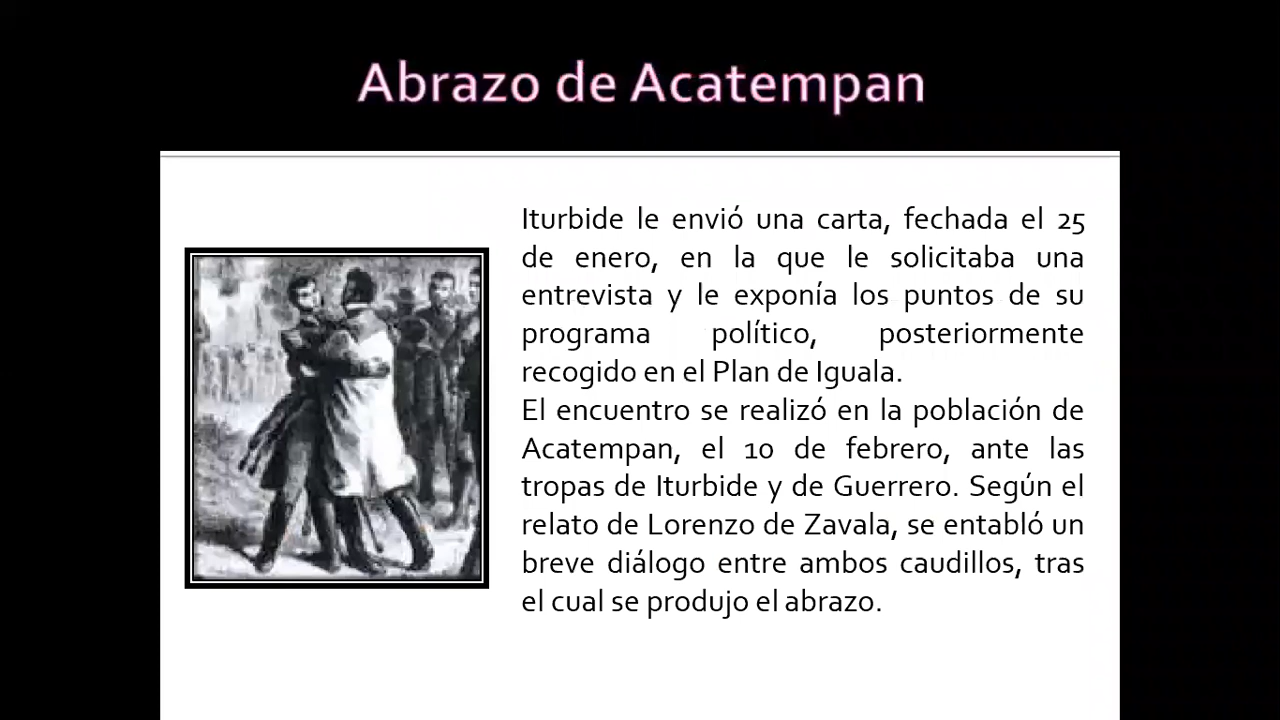 Abrazo de Acatempan
Iturbide le envió una carta, fechada el 25
de enero, en la que le solicitaba una
entrevista y le exponía los puntos de su
programa político, posteriormente
recogido en el Plan de Iguala.
El encuentro se realizó en la población de
Acatempan, el 10 de febrero, ante las
tropas de Iturbide y de Guerrero. Según el
relato de Lorenzo de Zavala, se entabló un
breve diálogo entre ambos caudillos, tras
el cual se produjo el abrazo.